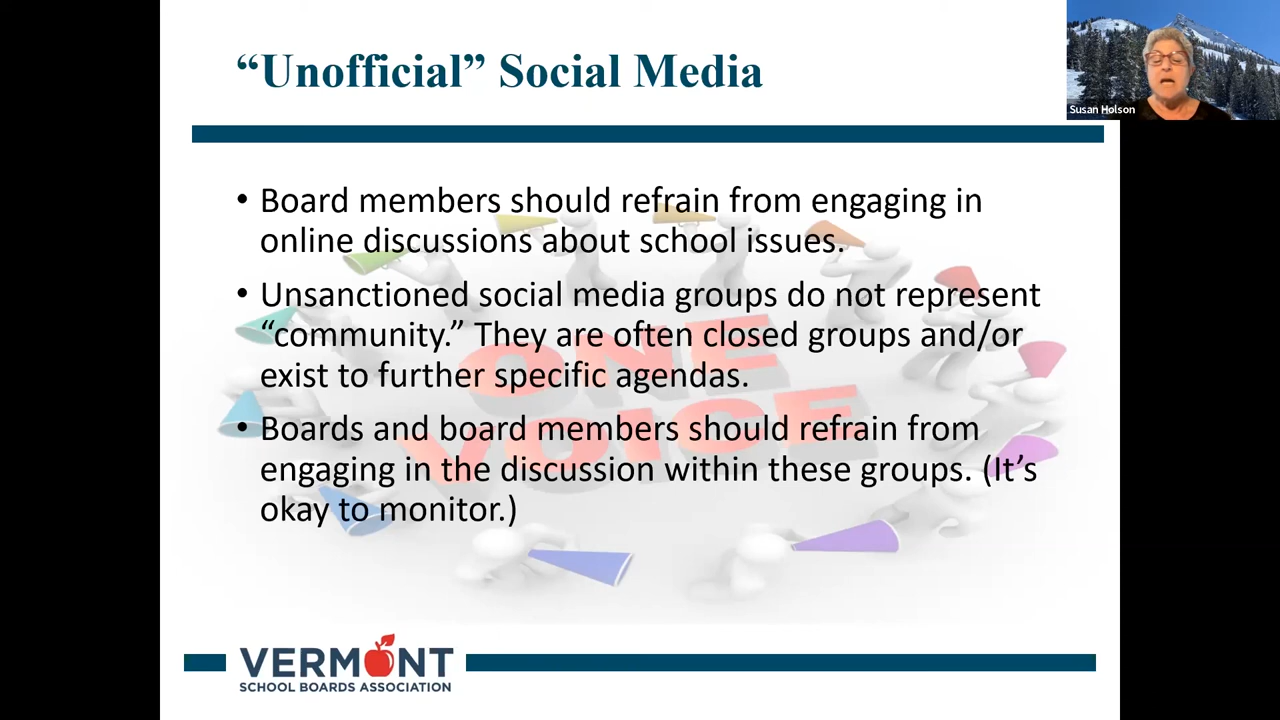 “Unofficial” Social Media
Susan Holson
• Board members should refrain from engaging in
online discussions about school issues.
• Unsanctioned social media groups do not represent
“community.” They are often closed groups and/or
exist to further specific agendas.
• Boards and board members should refrain from
engaging in the discussion within these groups. (It’s
okay to monitor.)
ONE
VOICE
VERMONT
SCHOOL BOARDS ASSOCIATION